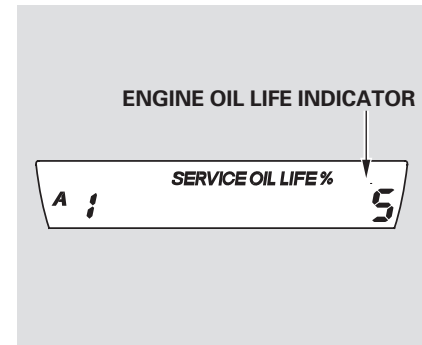 ENGINE OIL LIFE INDICATOR
SERVICE OIL LIFE %
A 1 5